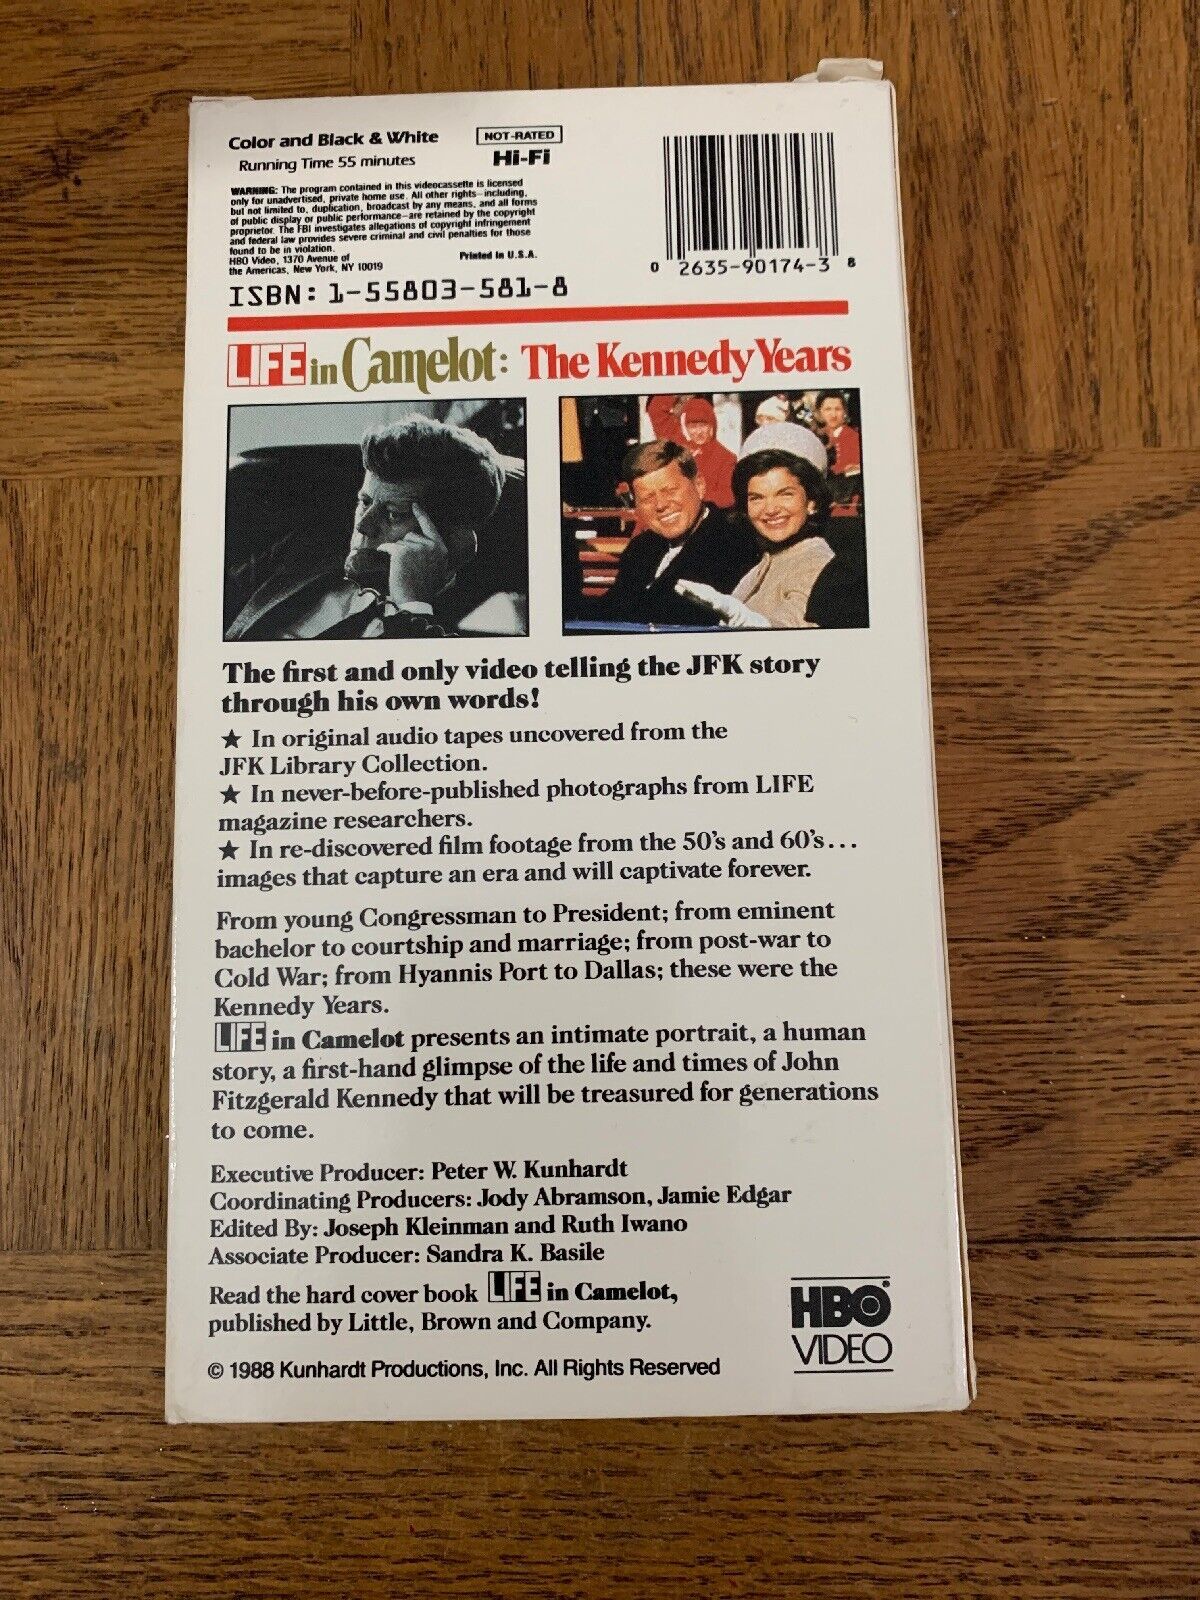 Color and Black & White
NOT-RATED
Running Time 55 minutes
Hi-Fi
WARNING: The program contained in this videocassette is licensed
only for unadvertised, private home use. All other rights—including,
but not limited to, duplication, broadcast by any means, and all forms
of public display or public performance—are retained by the copyright
proprietor. The FBI investigates allegations of copyright infringement
and federal law provides severe criminal and civil penalties for those
found to be in violation.
HBO Video, 1370 Avenue of
the Americas, New York, NY 10019
Printed in U.S.A.
ISBN: 1-55803-581-8
0 2635-90174-3 8
LIFE in Camelot: The Kennedy Years
The first and only video telling the JFK story
through his own words!
★ In original audio tapes uncovered from the
JFK Library Collection.
★ In never-before-published photographs from LIFE
magazine researchers.
★ In re-discovered film footage from the 50's and 60's...
images that capture an era and will captivate forever.
From young Congressman to President; from eminent
bachelor to courtship and marriage; from post-war to
Cold War; from Hyannis Port to Dallas; these were the
Kennedy Years.
LIFE in Camelot presents an intimate portrait, a human
story, a first-hand glimpse of the life and times of John
Fitzgerald Kennedy that will be treasured for generations
to come.
Executive Producer: Peter W. Kunhardt
Coordinating Producers: Jody Abramson, Jamie Edgar
Edited By: Joseph Kleinman and Ruth Iwano
Associate Producer: Sandra K. Basile
Read the hard cover book LIFE in Camelot,
published by Little, Brown and Company.
© 1988 Kunhardt Productions, Inc. All Rights Reserved
HBO®
VIDEO